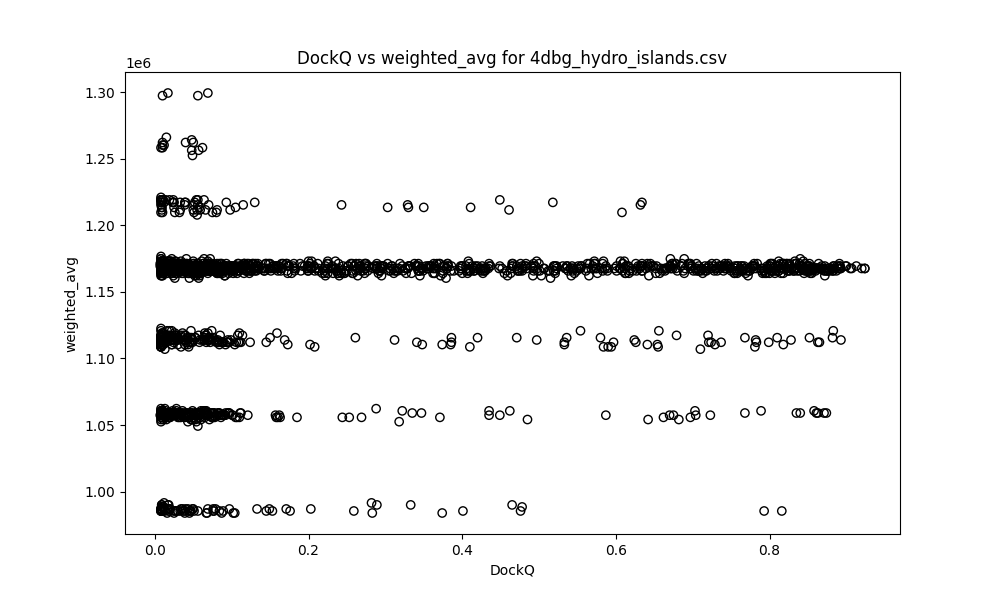 DockQ vs weighted_avg for 4dbg_hydro_islands.csv
1e6
1.30
1.25
1.20
1.15
1.10
1.05
1.00
weighted_avg
0.0 0.2 0.4 0.6 0.8
DockQ